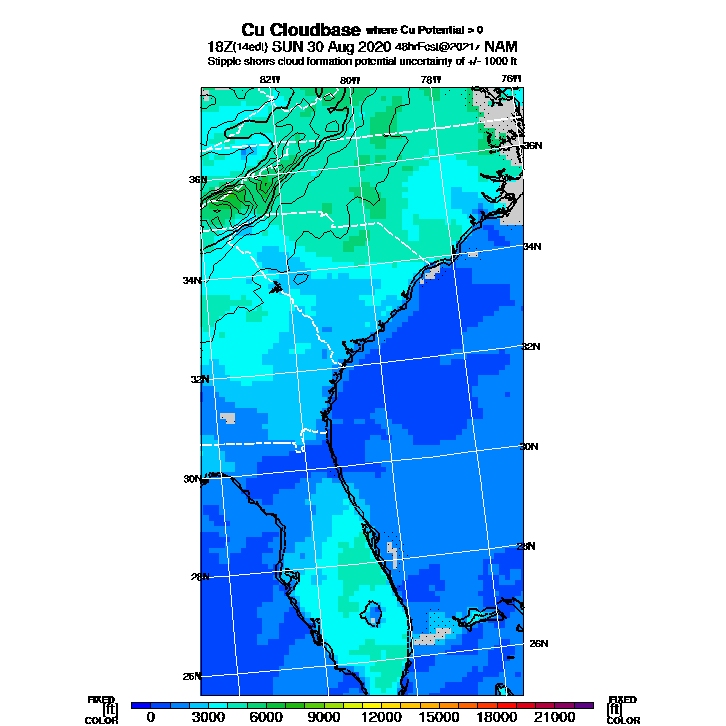 Cu Cloudbase where Cu Potential > 0
18Z(14edt) SUN 30 Aug 2020 48hrFcst@2021z NAM
Stipple shows cloud formation potential uncertainty of +/- 1000 ft
82W 80W 78W 76W
36N
36N
34N
34N
32N
32N
30N
30N
28N
28N
26N
26N
FIXED FIXED
[ft] 0 3000 6000 9000 12000 15000 18000 21000 [ft]
COLOR COLOR